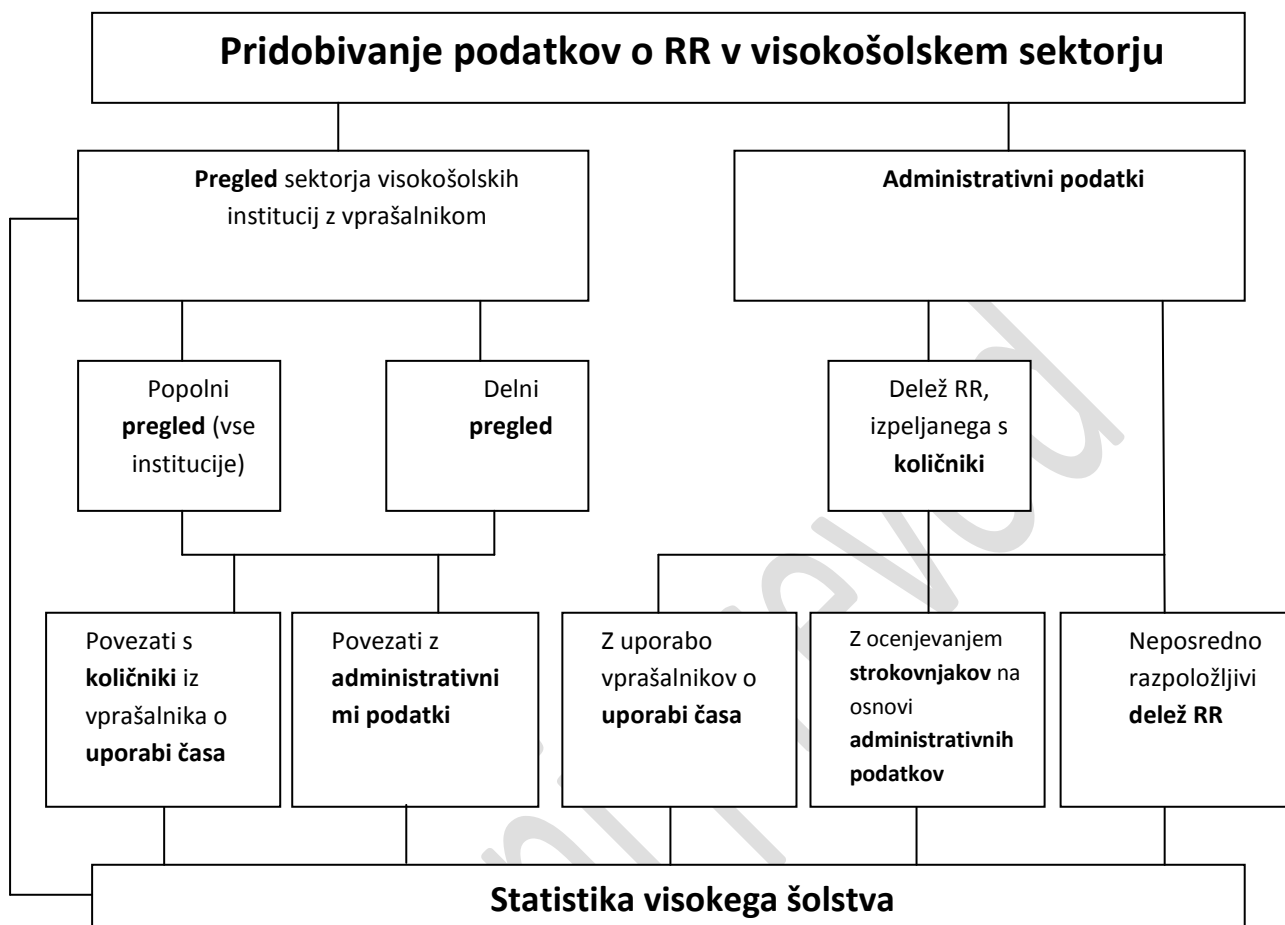 Pridobivanje podatkov o RR v visokošolskem sektorju
Pregled sektorja visokošolskih
institucij z vprašalnikom
Administrativni podatki
Popolni
pregled (vse
institucije)
Delni
pregled
Delež RR,
izpeljanega s
količniki
Povezati s
količniki iz
vprašalnika o
uporabi časa
Povezati z
administrativni
mi podatki
Z uporabo
vprašalnikov o
uporabi časa
Z ocenjevanjem
strokovnjakov na
osnovi
administrativnih
podatkov
Neposredno
razpoložljivi
delež RR
Statistika visokega šolstva